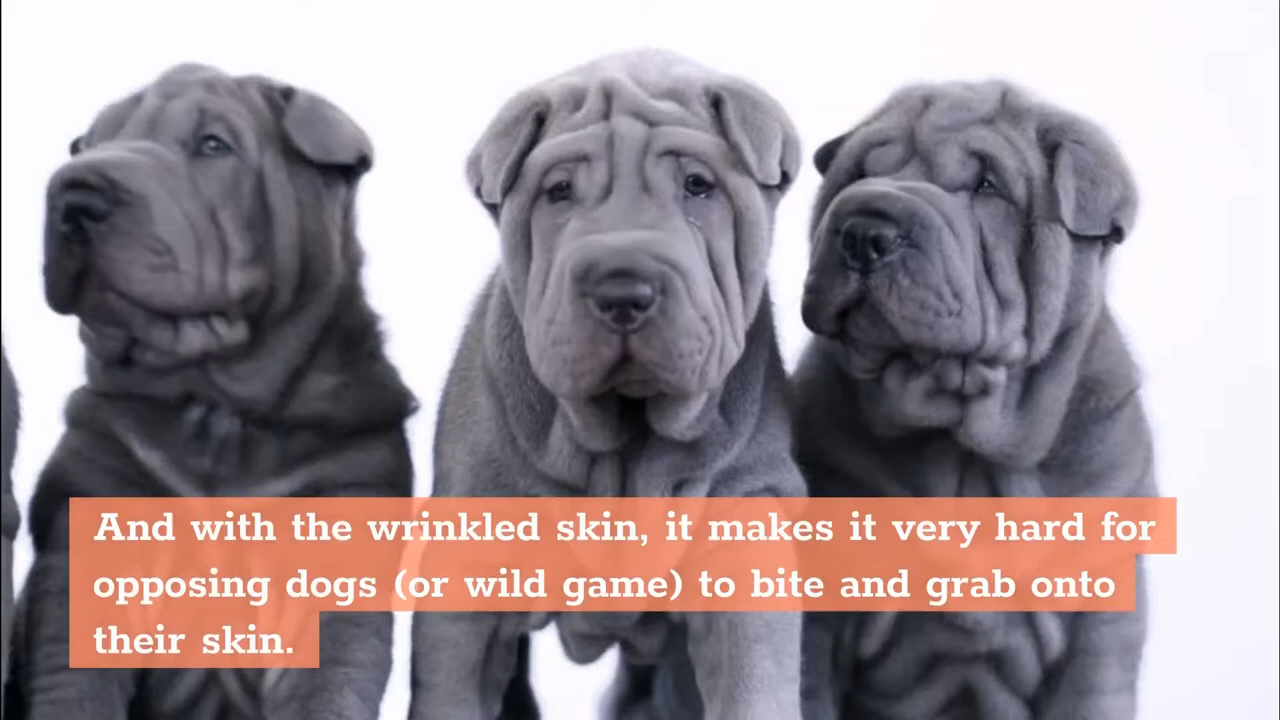 And with the wrinkled skin, it makes it very hard for
opposing dogs (or wild game) to bite and grab onto
their skin.